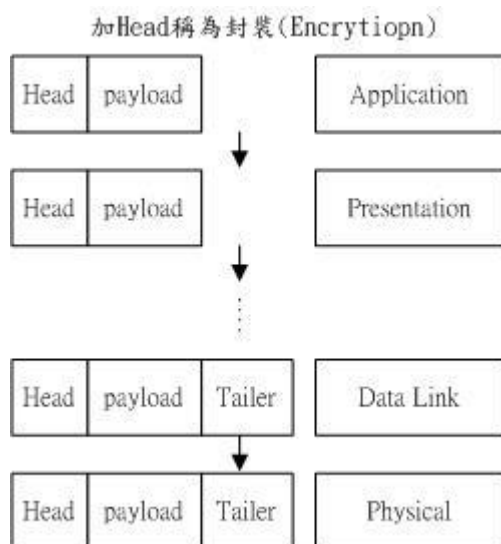 加Head稱為封裝(Encrytiopn)
Head payload Application
Head payload Presentation
Head payload Tailer Data Link
Head payload Tailer Physical